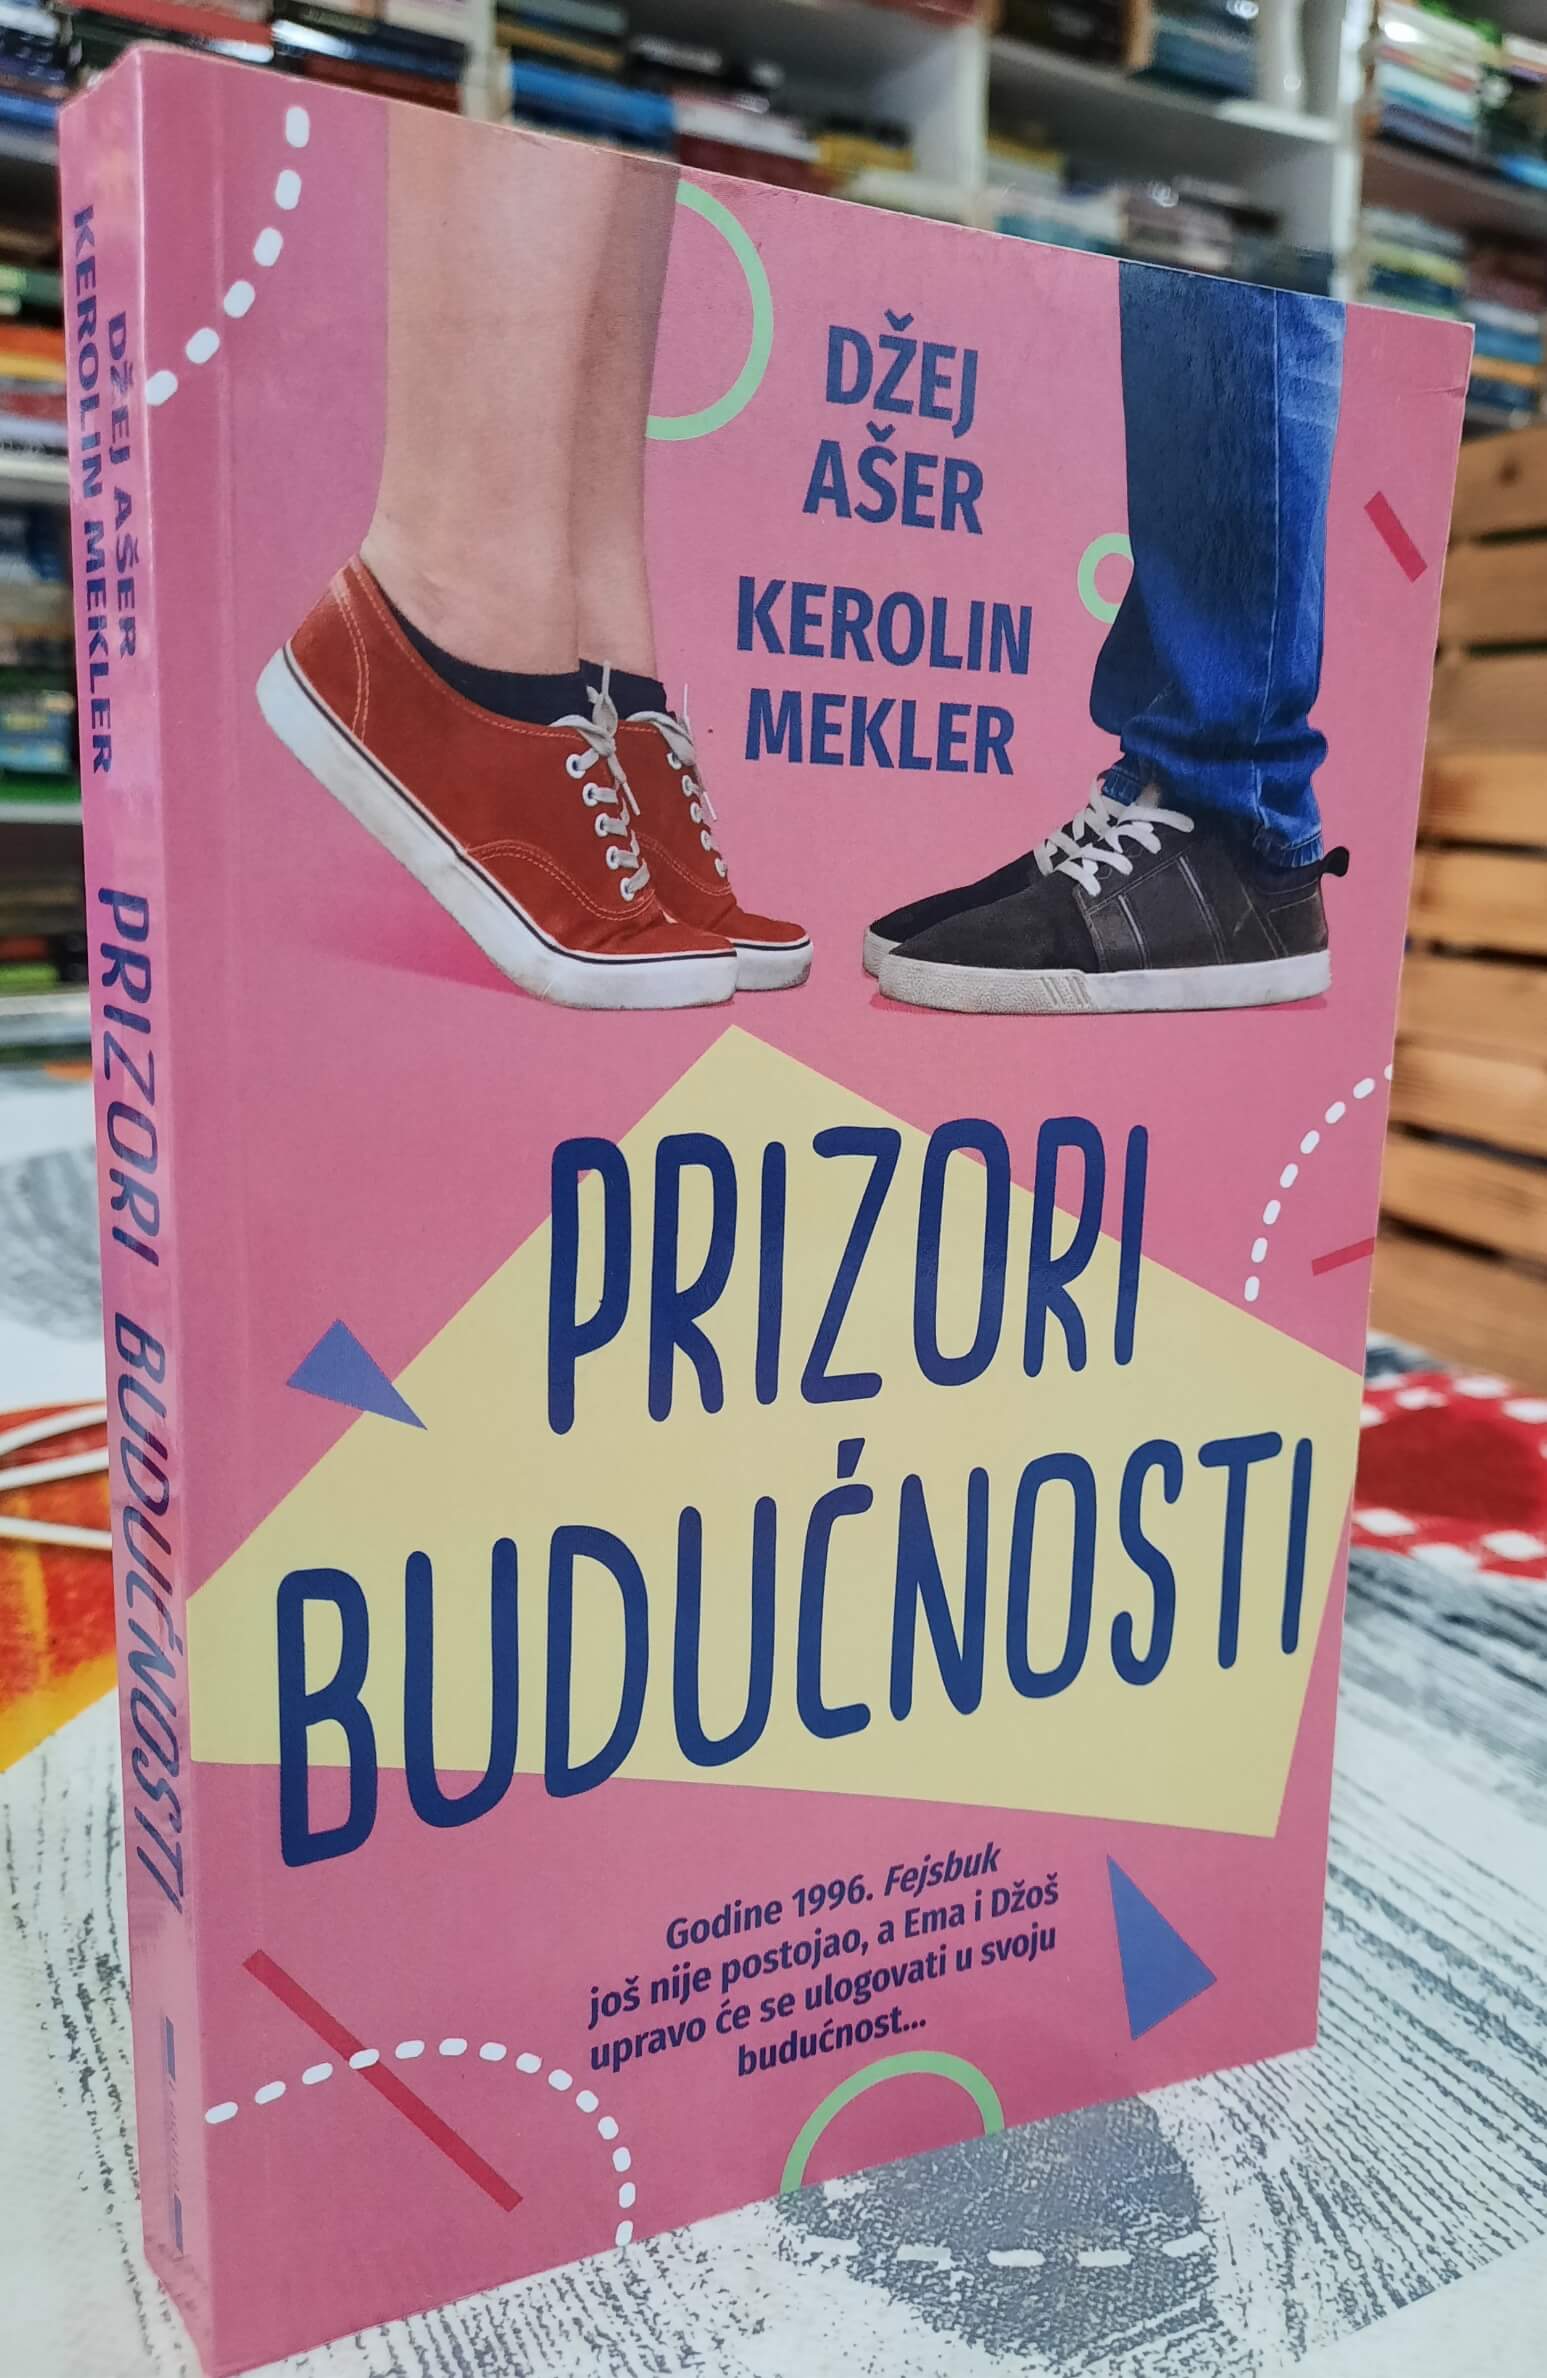 DŽEJ AŠER
KEROLIN MEKLER
PRIZORI BUDUĆNOSTI
DŽEJ
AŠER
KEROLIN
MEKLER
PRIZORI
BUDUĆNOSTI
Godine 1996. Fejsbuk
još nije postojao, a Ema i Džoš
upravo će se ulogovati u svoju
budućnost...